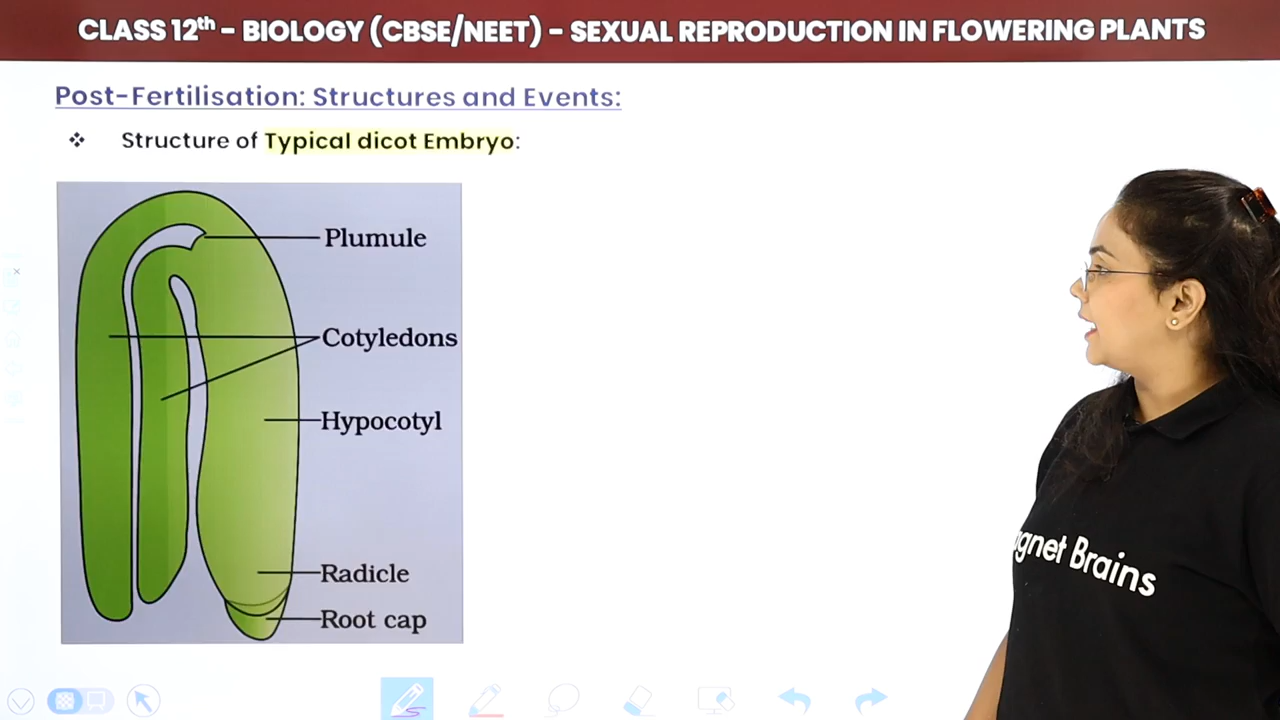 CLASS 12th – BIOLOGY (CBSE/NEET) – SEXUAL REPRODUCTION IN FLOWERING PLANTS
Post-Fertilisation: Structures and Events:
❖ Structure of Typical dicot Embryo:
Plumule
Cotyledons
Hypocotyl
Radicle
Root cap
Brains